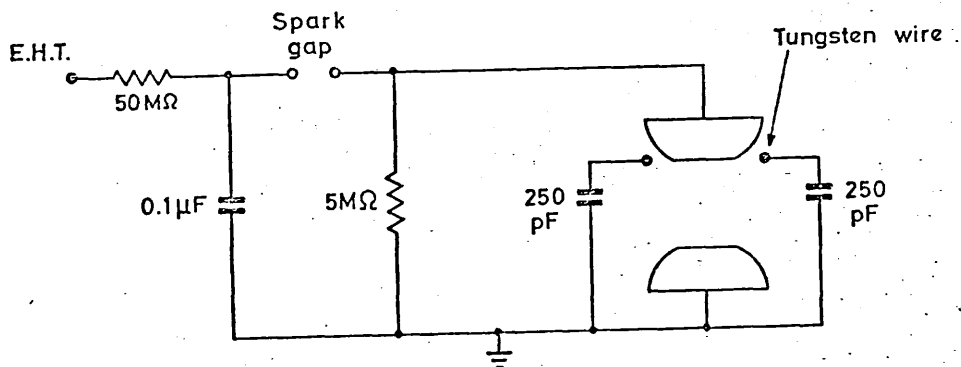 Spark
gap
E.H.T.
Tungsten wire
50MΩ
0.1µF
5MΩ
250
pF
250
pF